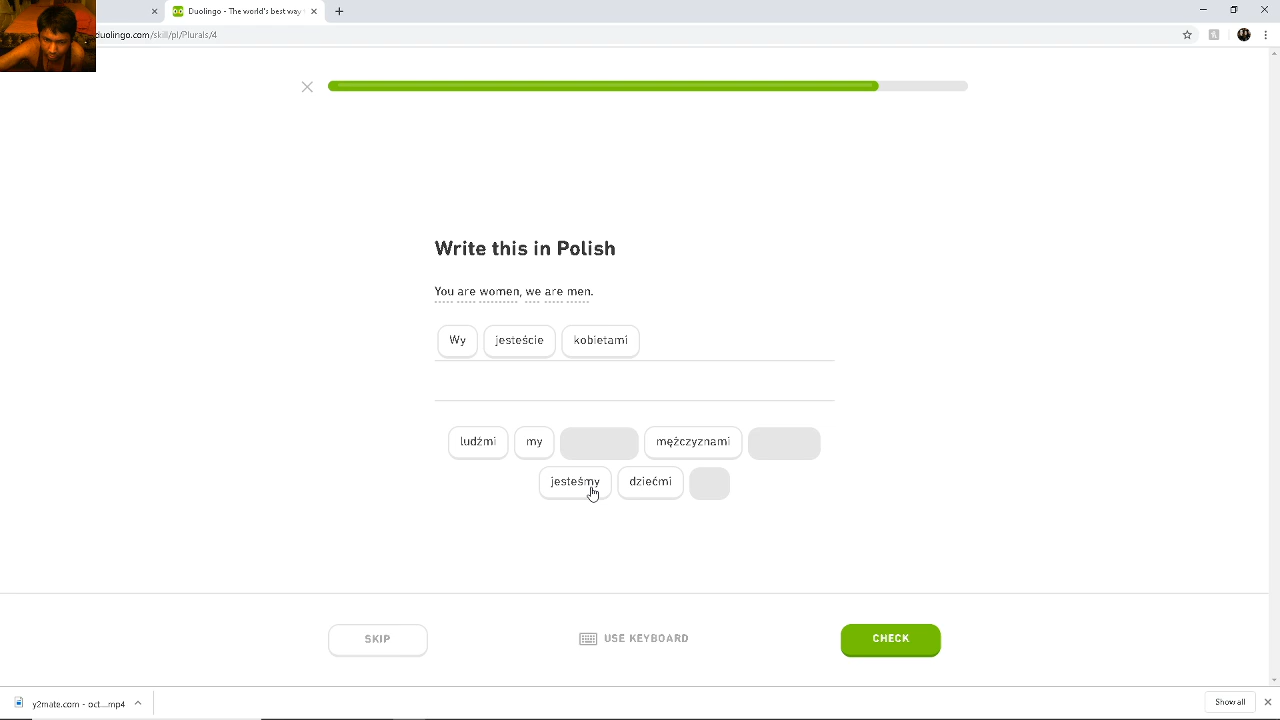 Duolingo - The world's best way t
duolingo.com/skill/pl/Plurals/4
Write this in Polish
You are women, we are men.
Wy jesteście kobietami
ludźmi my mężczyznami
jesteśmy dziećmi
SKIP USE KEYBOARD CHECK
y2mate.com - oct....mp4 Show all